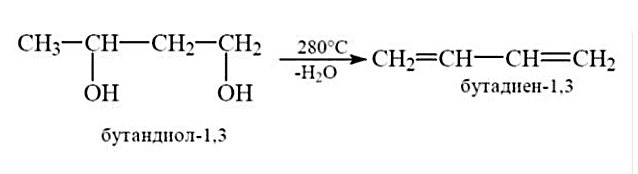 CH₃—CH—CH₂—CH₂ 280°C CH₂=CH—CH=CH₂
-H₂O
OH OH
бутандиол-1,3
бутадиен-1,3